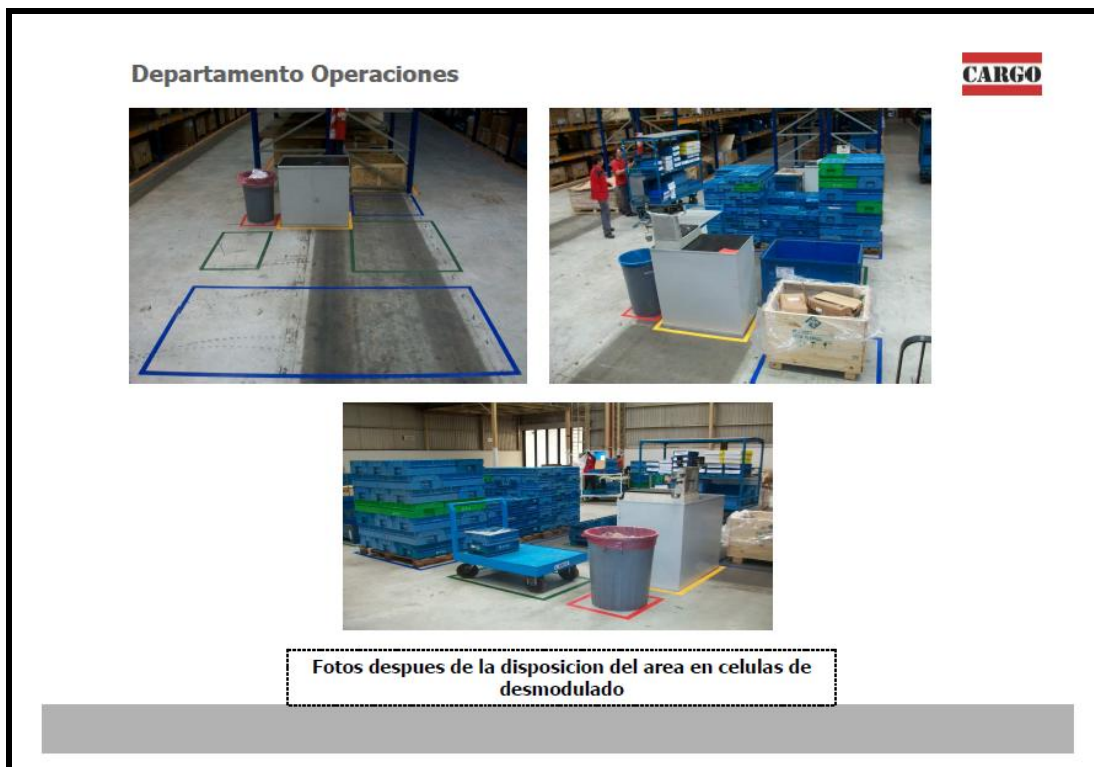 Departamento Operaciones
CARGO
Fotos despues de la disposicion del area en celulas de
desmodulado